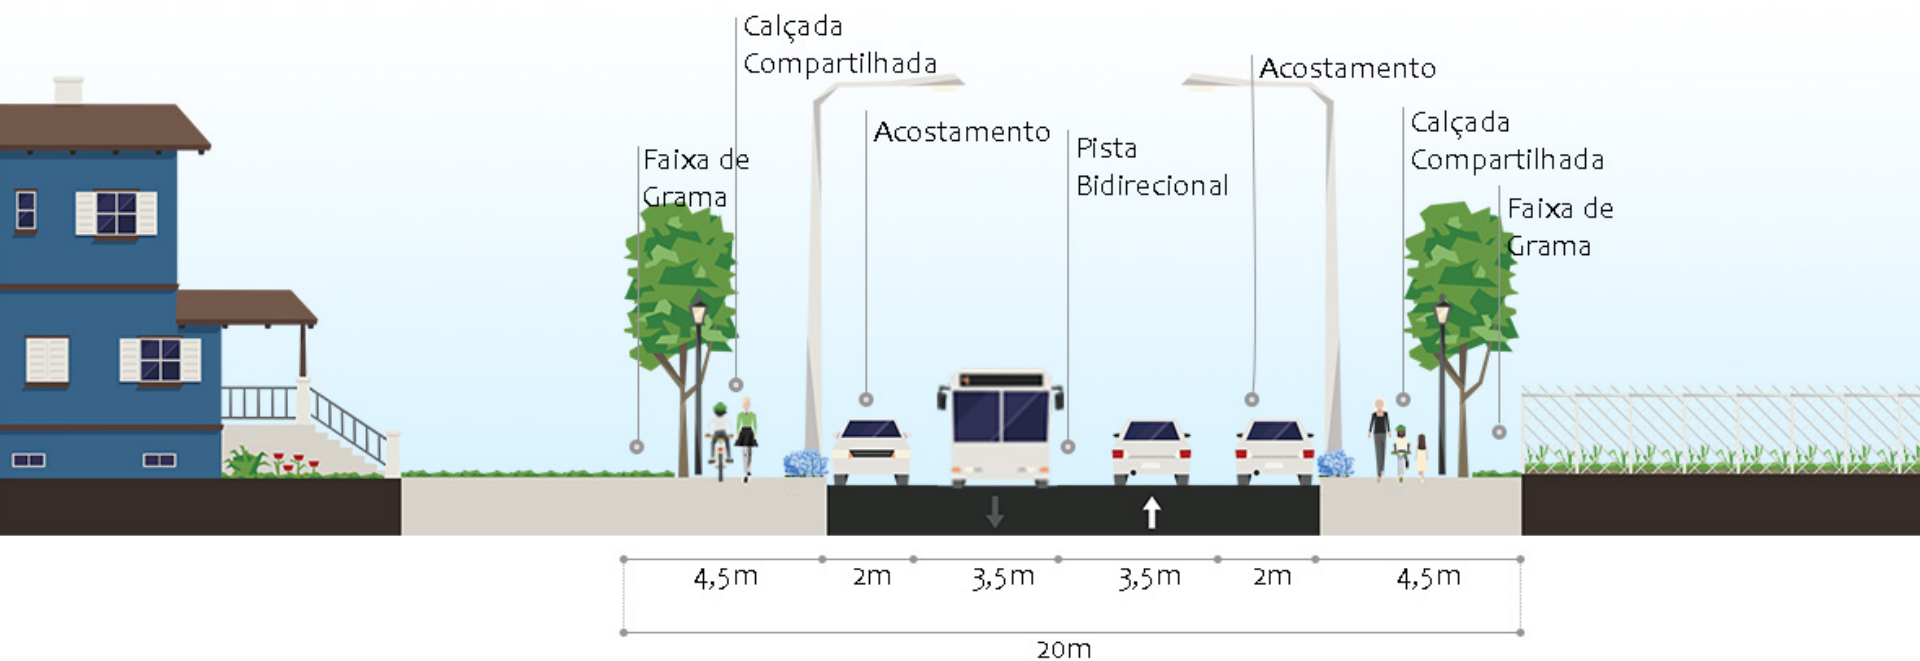 Calçada
Compartilhada
Acostamento
Acostamento
Calçada
Compartilhada
Pista
Bidirecional
Faixa de
Grama
Faixa de
Grama
4,5m
2m
3,5m
3,5m
2m
4,5m
20m